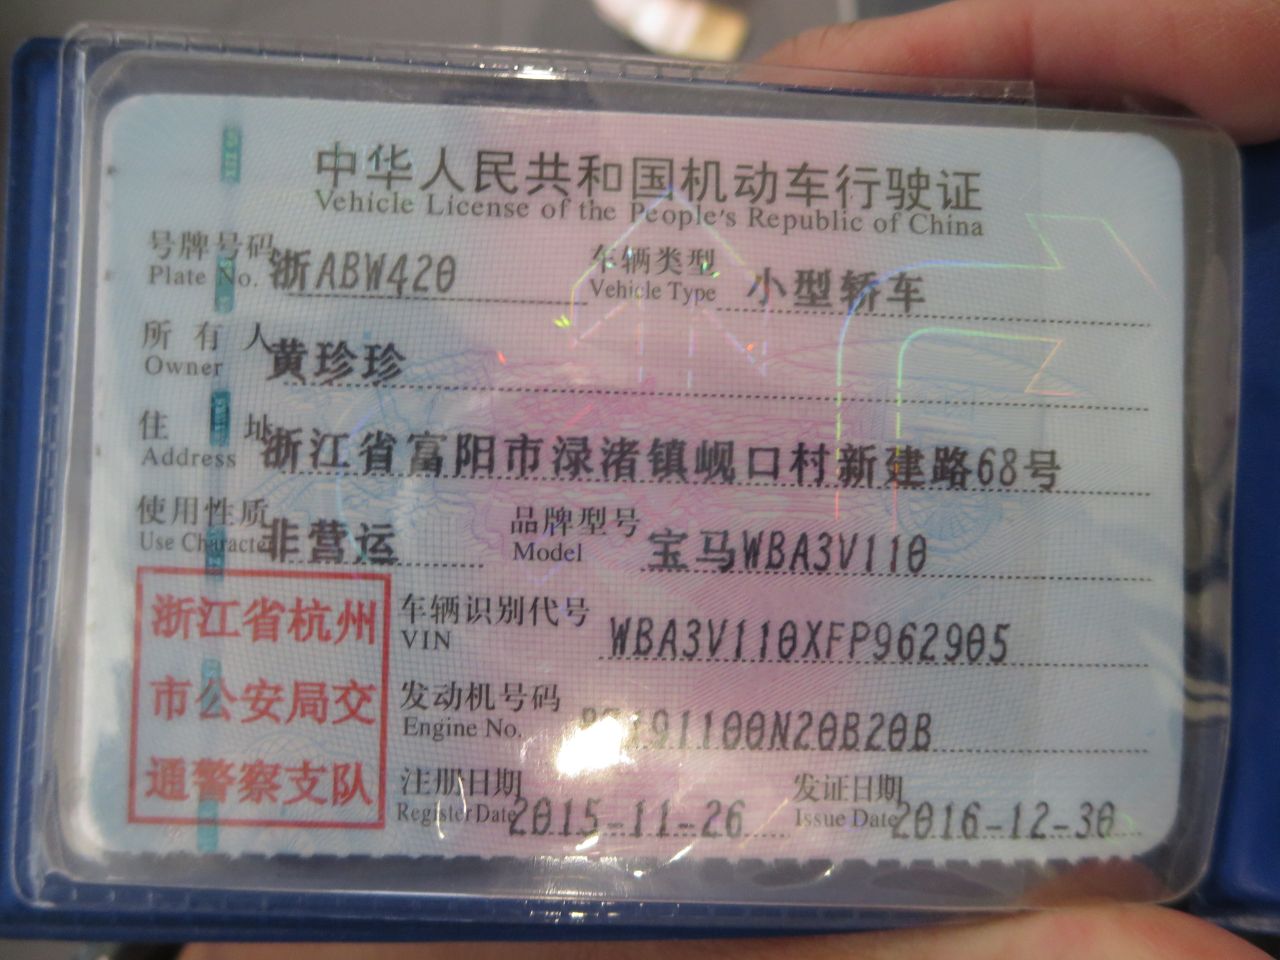 中华人民共和国机动车行驶证
Vehicle License of the People's Republic of China
号牌号码 浙ABW420 车辆类型 小型轿车
Plate No. Vehicle Type
所有人 黄珍珍
Owner
住址 浙江省富阳市渌渚镇岘口村新建路68号
Address
使用性质 非营运 品牌型号 宝马WBA3V110
Use Character Model
浙江省杭州
市公安局交
通警察支队
车辆识别代号 WBA3V110XFP962905
VIN
发动机号码 191100N20B20B
Engine No.
注册日期 2015-11-26 发证日期 2016-12-30
Register Date Issue Date